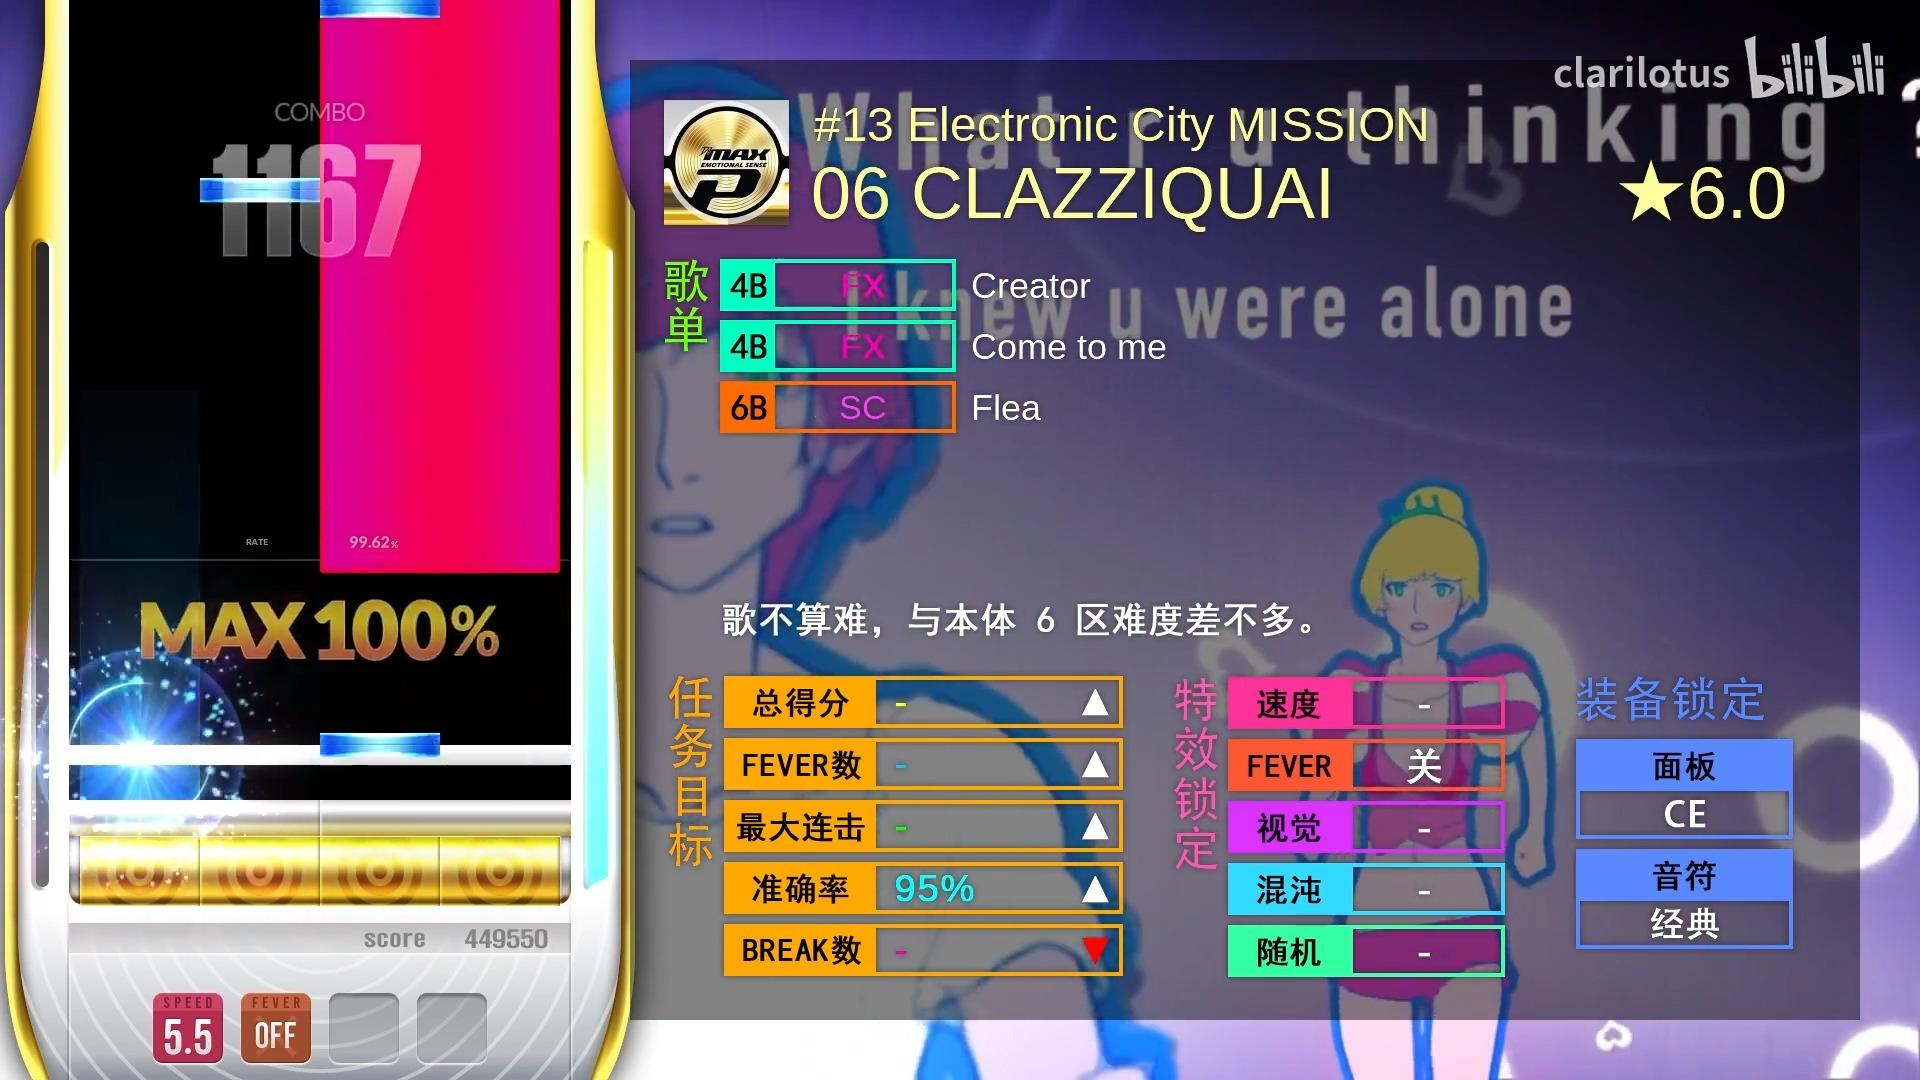 COMBO
1167
RATE 99.62%
MAX 100%
score 449550
SPEED
5.5
FEVER
OFF
clarilotus bilibili
What r u thinking ?
I knew u were alone
MAX
EMOTIONAL SENSE
#13 Electronic City MISSION
06 CLAZZIQUAI
★6.0
歌单
4B FX Creator
4B FX Come to me
6B SC Flea
歌不算难，与本体 6 区难度差不多。
任务目标
总得分 - ▲
FEVER数 - ▲
最大连击 - ▲
准确率 95% ▲
BREAK数 - ▼
特效锁定
速度 -
FEVER 关
视觉 -
混沌 -
随机 -
装备锁定
面板
CE
音符
经典